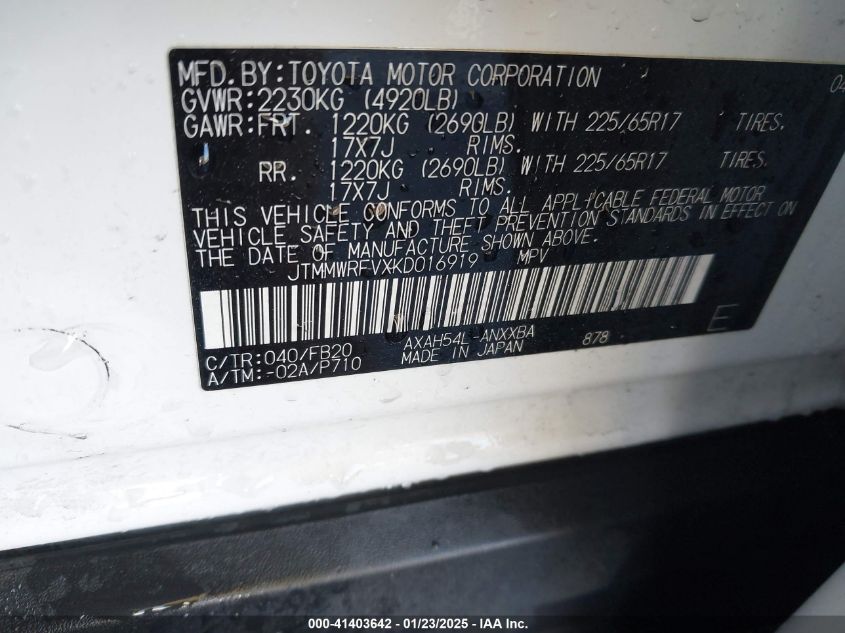 MFD.BY:TOYOTA MOTOR CORPORATION 04
GVWR:2230KG (4920LB)
GAWR:FRT. 1220KG (2690LB) WITH 225/65R17 TIRES.
17X7J RIMS.
RR. 1220KG (2690LB) WITH 225/65R17 TIRES.
17X7J RIMS.
THIS VEHICLE CONFORMS TO ALL APPLICABLE FEDERAL MOTOR
VEHICLE SAFETY AND THEFT PREVENTION STANDARDS IN EFFECT ON
THE DATE OF MANUFACTURE SHOWN ABOVE.
JTMMWRFVXKD016919 MPV
C/TR:040/FB20 AXAH54L-ANXXBA 878 E
A/TM:-02A/P710 MADE IN JAPAN
000-41403642 - 01/23/2025 - IAA Inc.